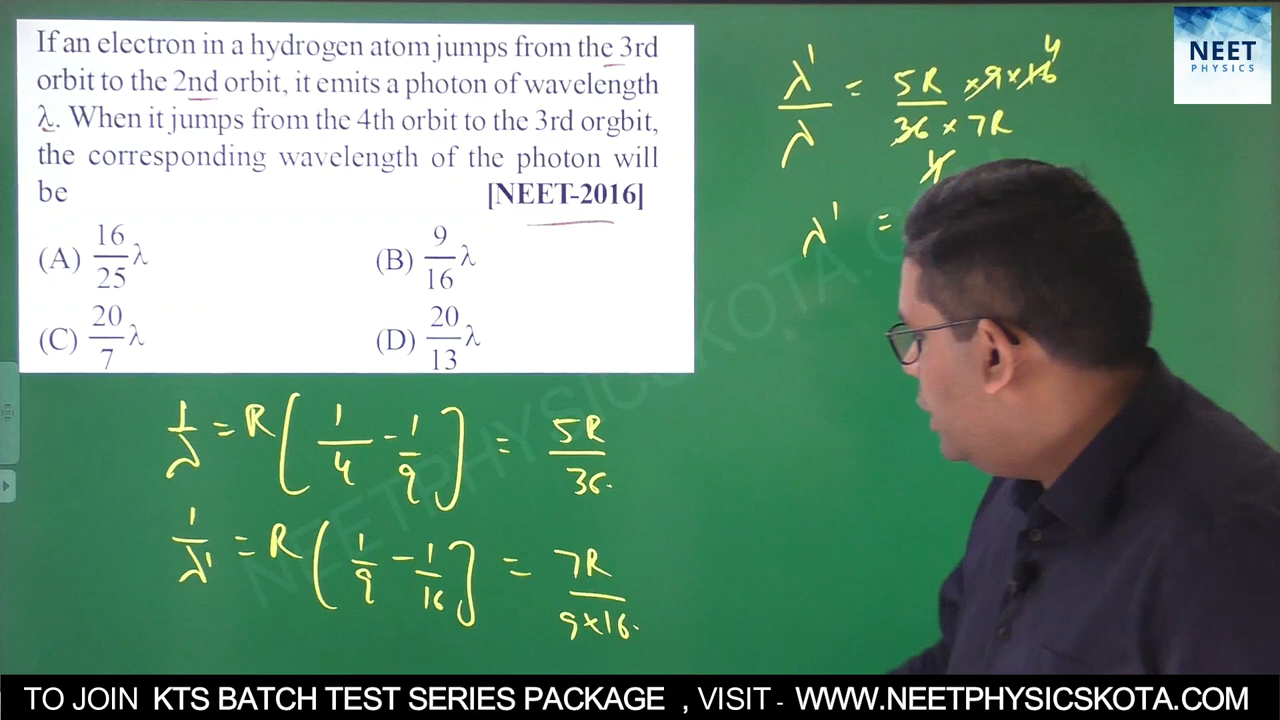 If an electron in a hydrogen atom jumps from the 3rd
orbit to the 2nd orbit, it emits a photon of wavelength
λ. When it jumps from the 4th orbit to the 3rd orgbit,
the corresponding wavelength of the photon will
be [NEET-2016]
(A) 16/25 λ (B) 9/16 λ
(C) 20/7 λ (D) 20/13 λ
1/λ = R[1/4 - 1/9] = 5R/36.
1/λ' = R[1/9 - 1/16] = 7R/9×16.
λ'/λ = 5R ×9×16/36 × 7R
4
4
λ' =
NEET
PHYSICS
NEETPHYSICSKOTA.CO
TO JOIN KTS BATCH TEST SERIES PACKAGE , VISIT - WWW.NEETPHYSICSKOTA.COM